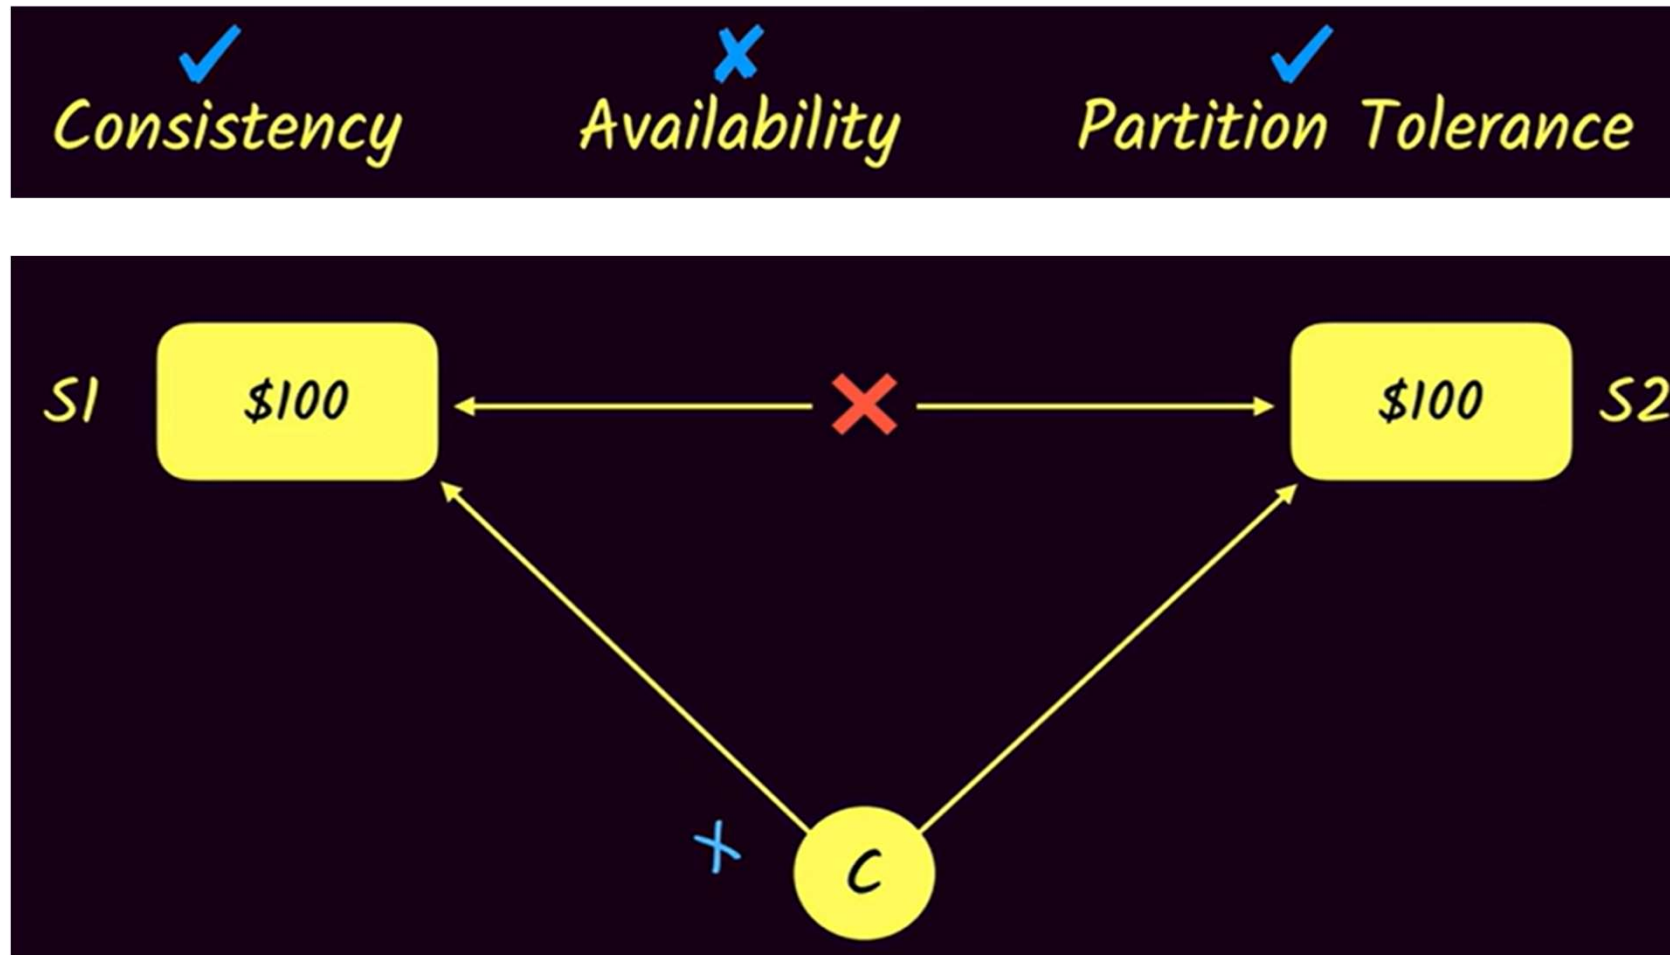 Consistency Availability Partition Tolerance
S1 $100 $100 S2
C